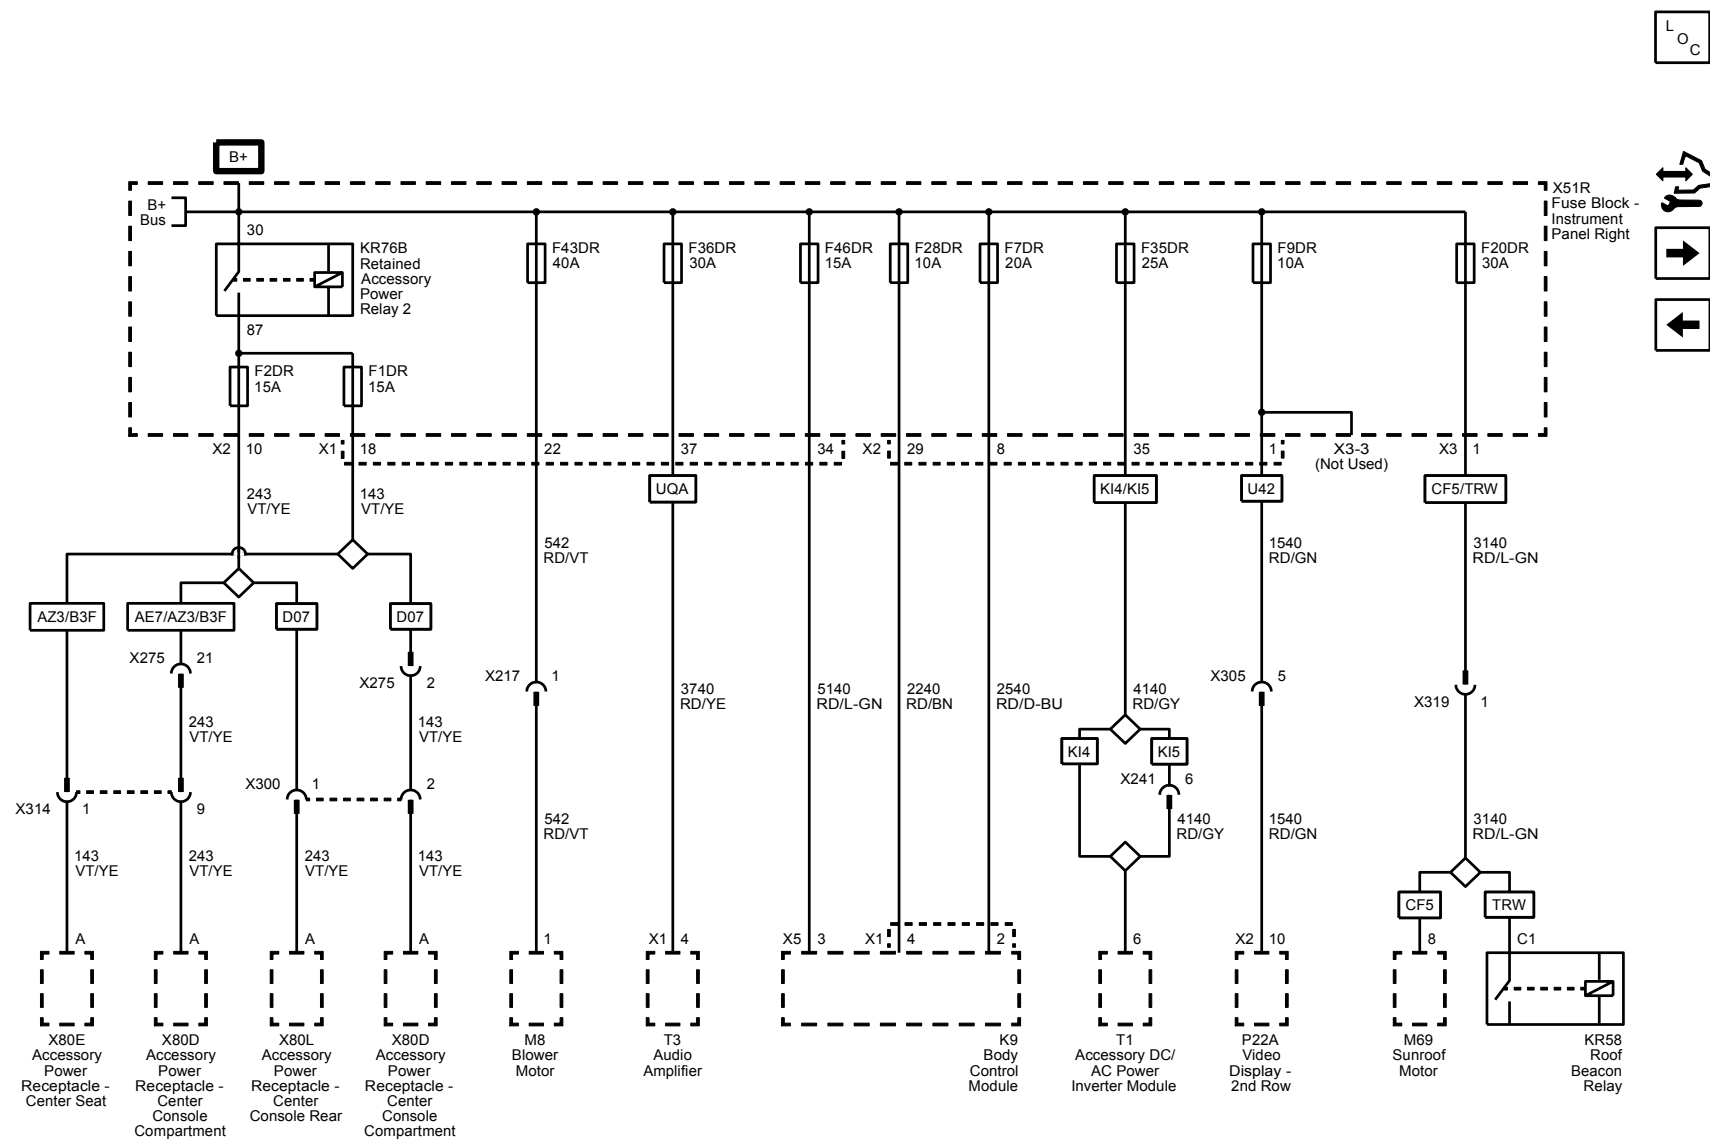 L
O
C
B+
B+
Bus
30
KR76B
Retained
Accessory
Power
Relay 2
87
F2DR
15A
F1DR
15A
F43DR
40A
F36DR
30A
F46DR
15A
F28DR
10A
F7DR
20A
F35DR
25A
F9DR
10A
F20DR
30A
X51R
Fuse Block -
Instrument
Panel Right
X2 10
X1 18
22
37
34
X2 29
8
35
1
X3-3
(Not Used)
X3 1
UQA
KI4/KI5
U42
CF5/TRW
243
VT/YE
143
VT/YE
542
RD/VT
1540
RD/GN
3140
RD/L-GN
AZ3/B3F
AE7/AZ3/B3F
D07
D07
X275 21
X275 2
X217 1
X305 5
X319 1
3740
RD/YE
5140
RD/L-GN
2240
RD/BN
2540
RD/D-BU
4140
RD/GY
243
VT/YE
143
VT/YE
KI4
KI5
X241 6
X314 1
9
X300 1
2
542
RD/VT
4140
RD/GY
1540
RD/GN
3140
RD/L-GN
143
VT/YE
243
VT/YE
243
VT/YE
143
VT/YE
CF5
TRW
A
A
A
A
1
X1 4
X5 3
X1 4
2
6
X2 10
8
C1
X80E
Accessory
Power
Receptacle -
Center Seat
X80D
Accessory
Power
Receptacle -
Center
Console
Compartment
X80L
Accessory
Power
Receptacle -
Center
Console Rear
X80D
Accessory
Power
Receptacle -
Center
Console
Compartment
M8
Blower
Motor
T3
Audio
Amplifier
K9
Body
Control
Module
T1
Accessory DC/
AC Power
Inverter Module
P22A
Video
Display -
2nd Row
M69
Sunroof
Motor
KR58
Roof
Beacon
Relay